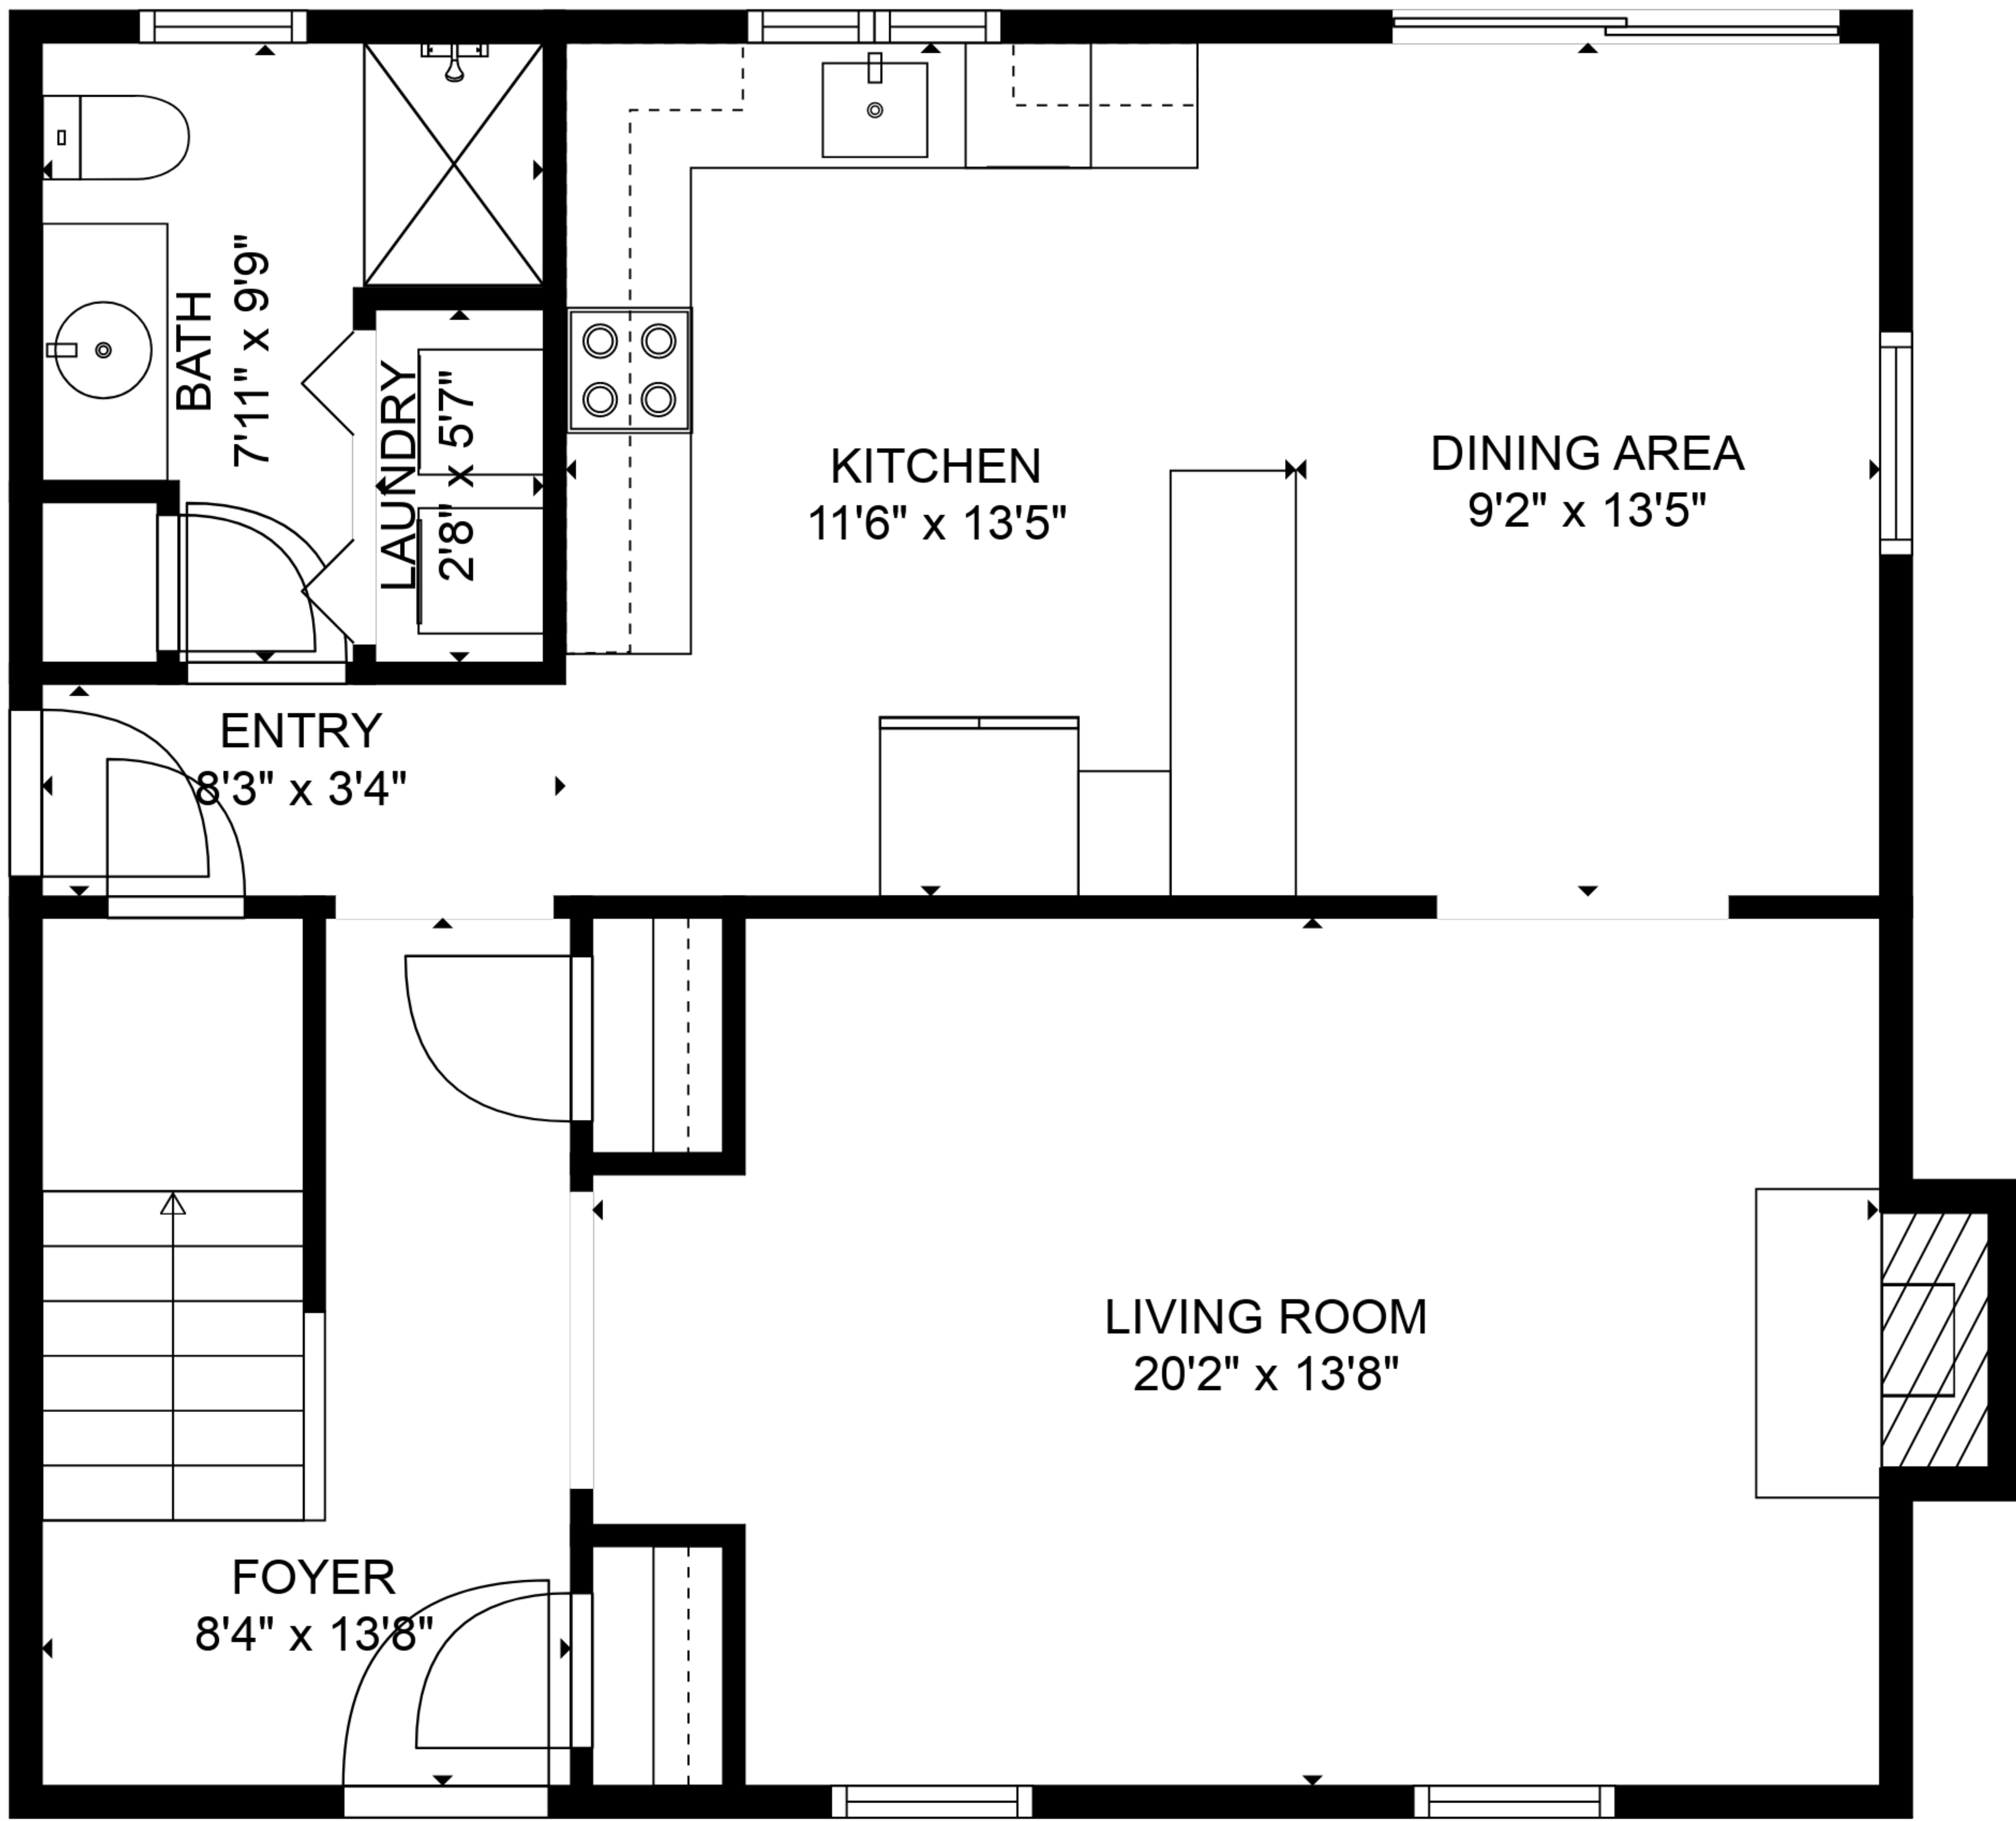 BATH
7'11" x 9'9"
LAUNDRY
2'8" x 5'7"
KITCHEN
11'6" x 13'5"
DINING AREA
9'2" x 13'5"
ENTRY
8'3" x 3'4"
LIVING ROOM
20'2" x 13'8"
FOYER
8'4" x 13'8"